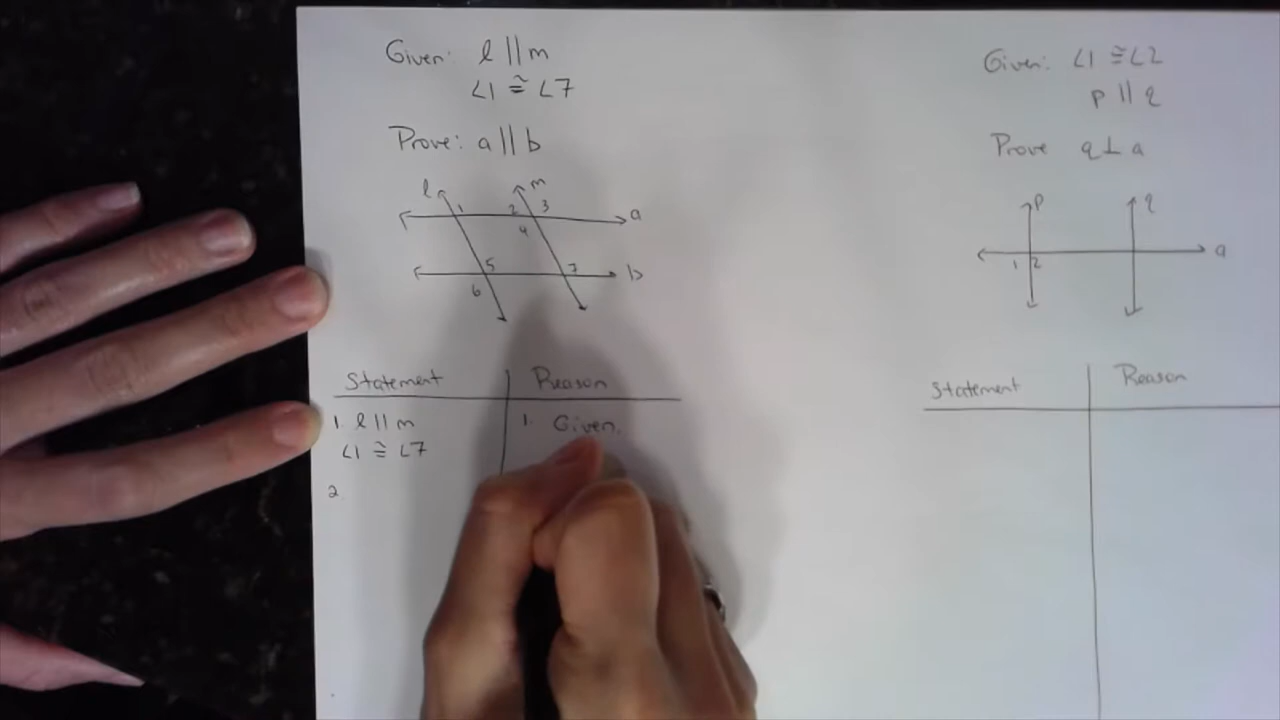 Given: l || m
∠1 ≅ ∠7
Prove: a || b
l m
1 2 3 a
4
5 7 b
6
Statement Reason
1 l || m 1. Given.
∠1 ≅ ∠7
2
Given: ∠1 ≅ ∠2
p || q
Prove q ⊥ a
p q
a
1 2
Statement Reason